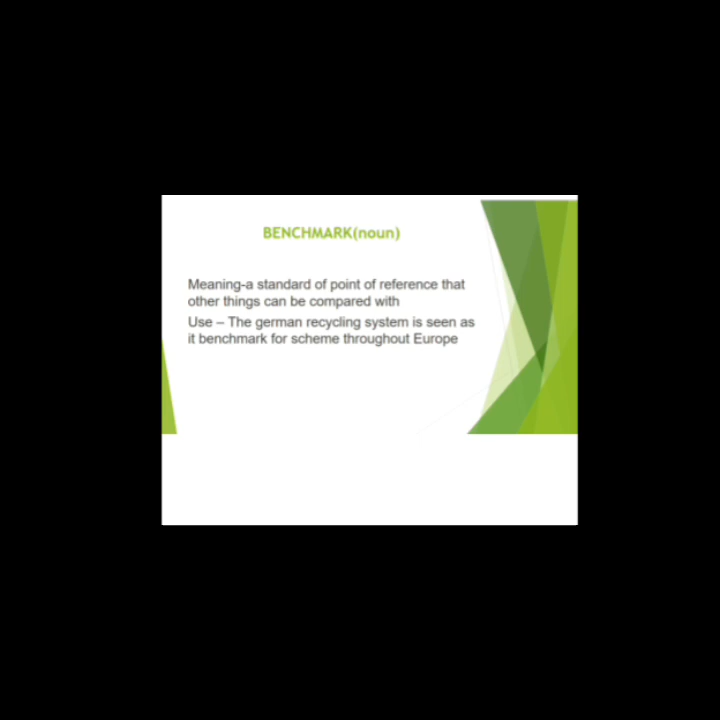 BENCHMARK(noun)
Meaning-a standard of point of reference that
other things can be compared with
Use – The german recycling system is seen as
it benchmark for scheme throughout Europe